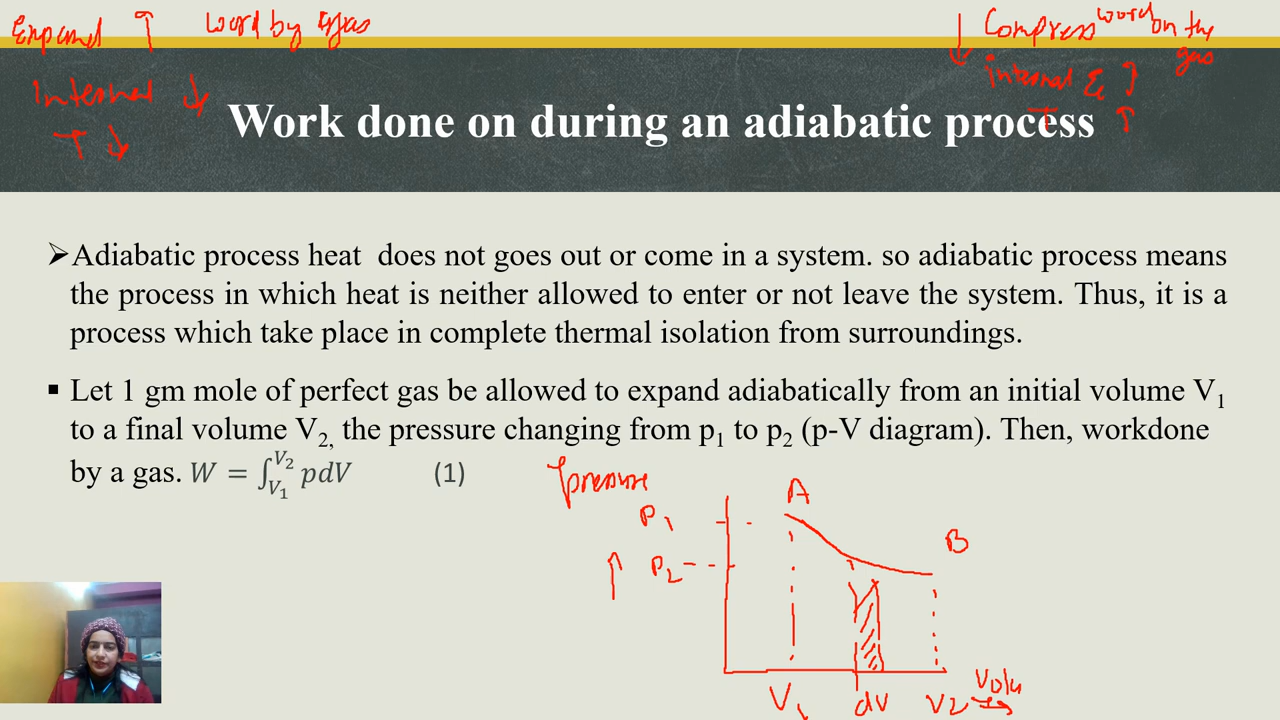 Expand ↑ word by gas
↓ Compress word on the gas
Internal ↓
internal E ↑
T ↓
T ↑
Work done on during an adiabatic process
➢Adiabatic process heat does not goes out or come in a system. so adiabatic process means
the process in which heat is neither allowed to enter or not leave the system. Thus, it is a
process which take place in complete thermal isolation from surroundings.
▪ Let 1 gm mole of perfect gas be allowed to expand adiabatically from an initial volume V₁
to a final volume V₂, the pressure changing from p₁ to p₂ (p-V diagram). Then, workdone
by a gas. W = ∫_{V₁}^{V₂} pdV (1)
pressure
A
P₁
B
↑ P₂
V₁ dV V2 Volu →